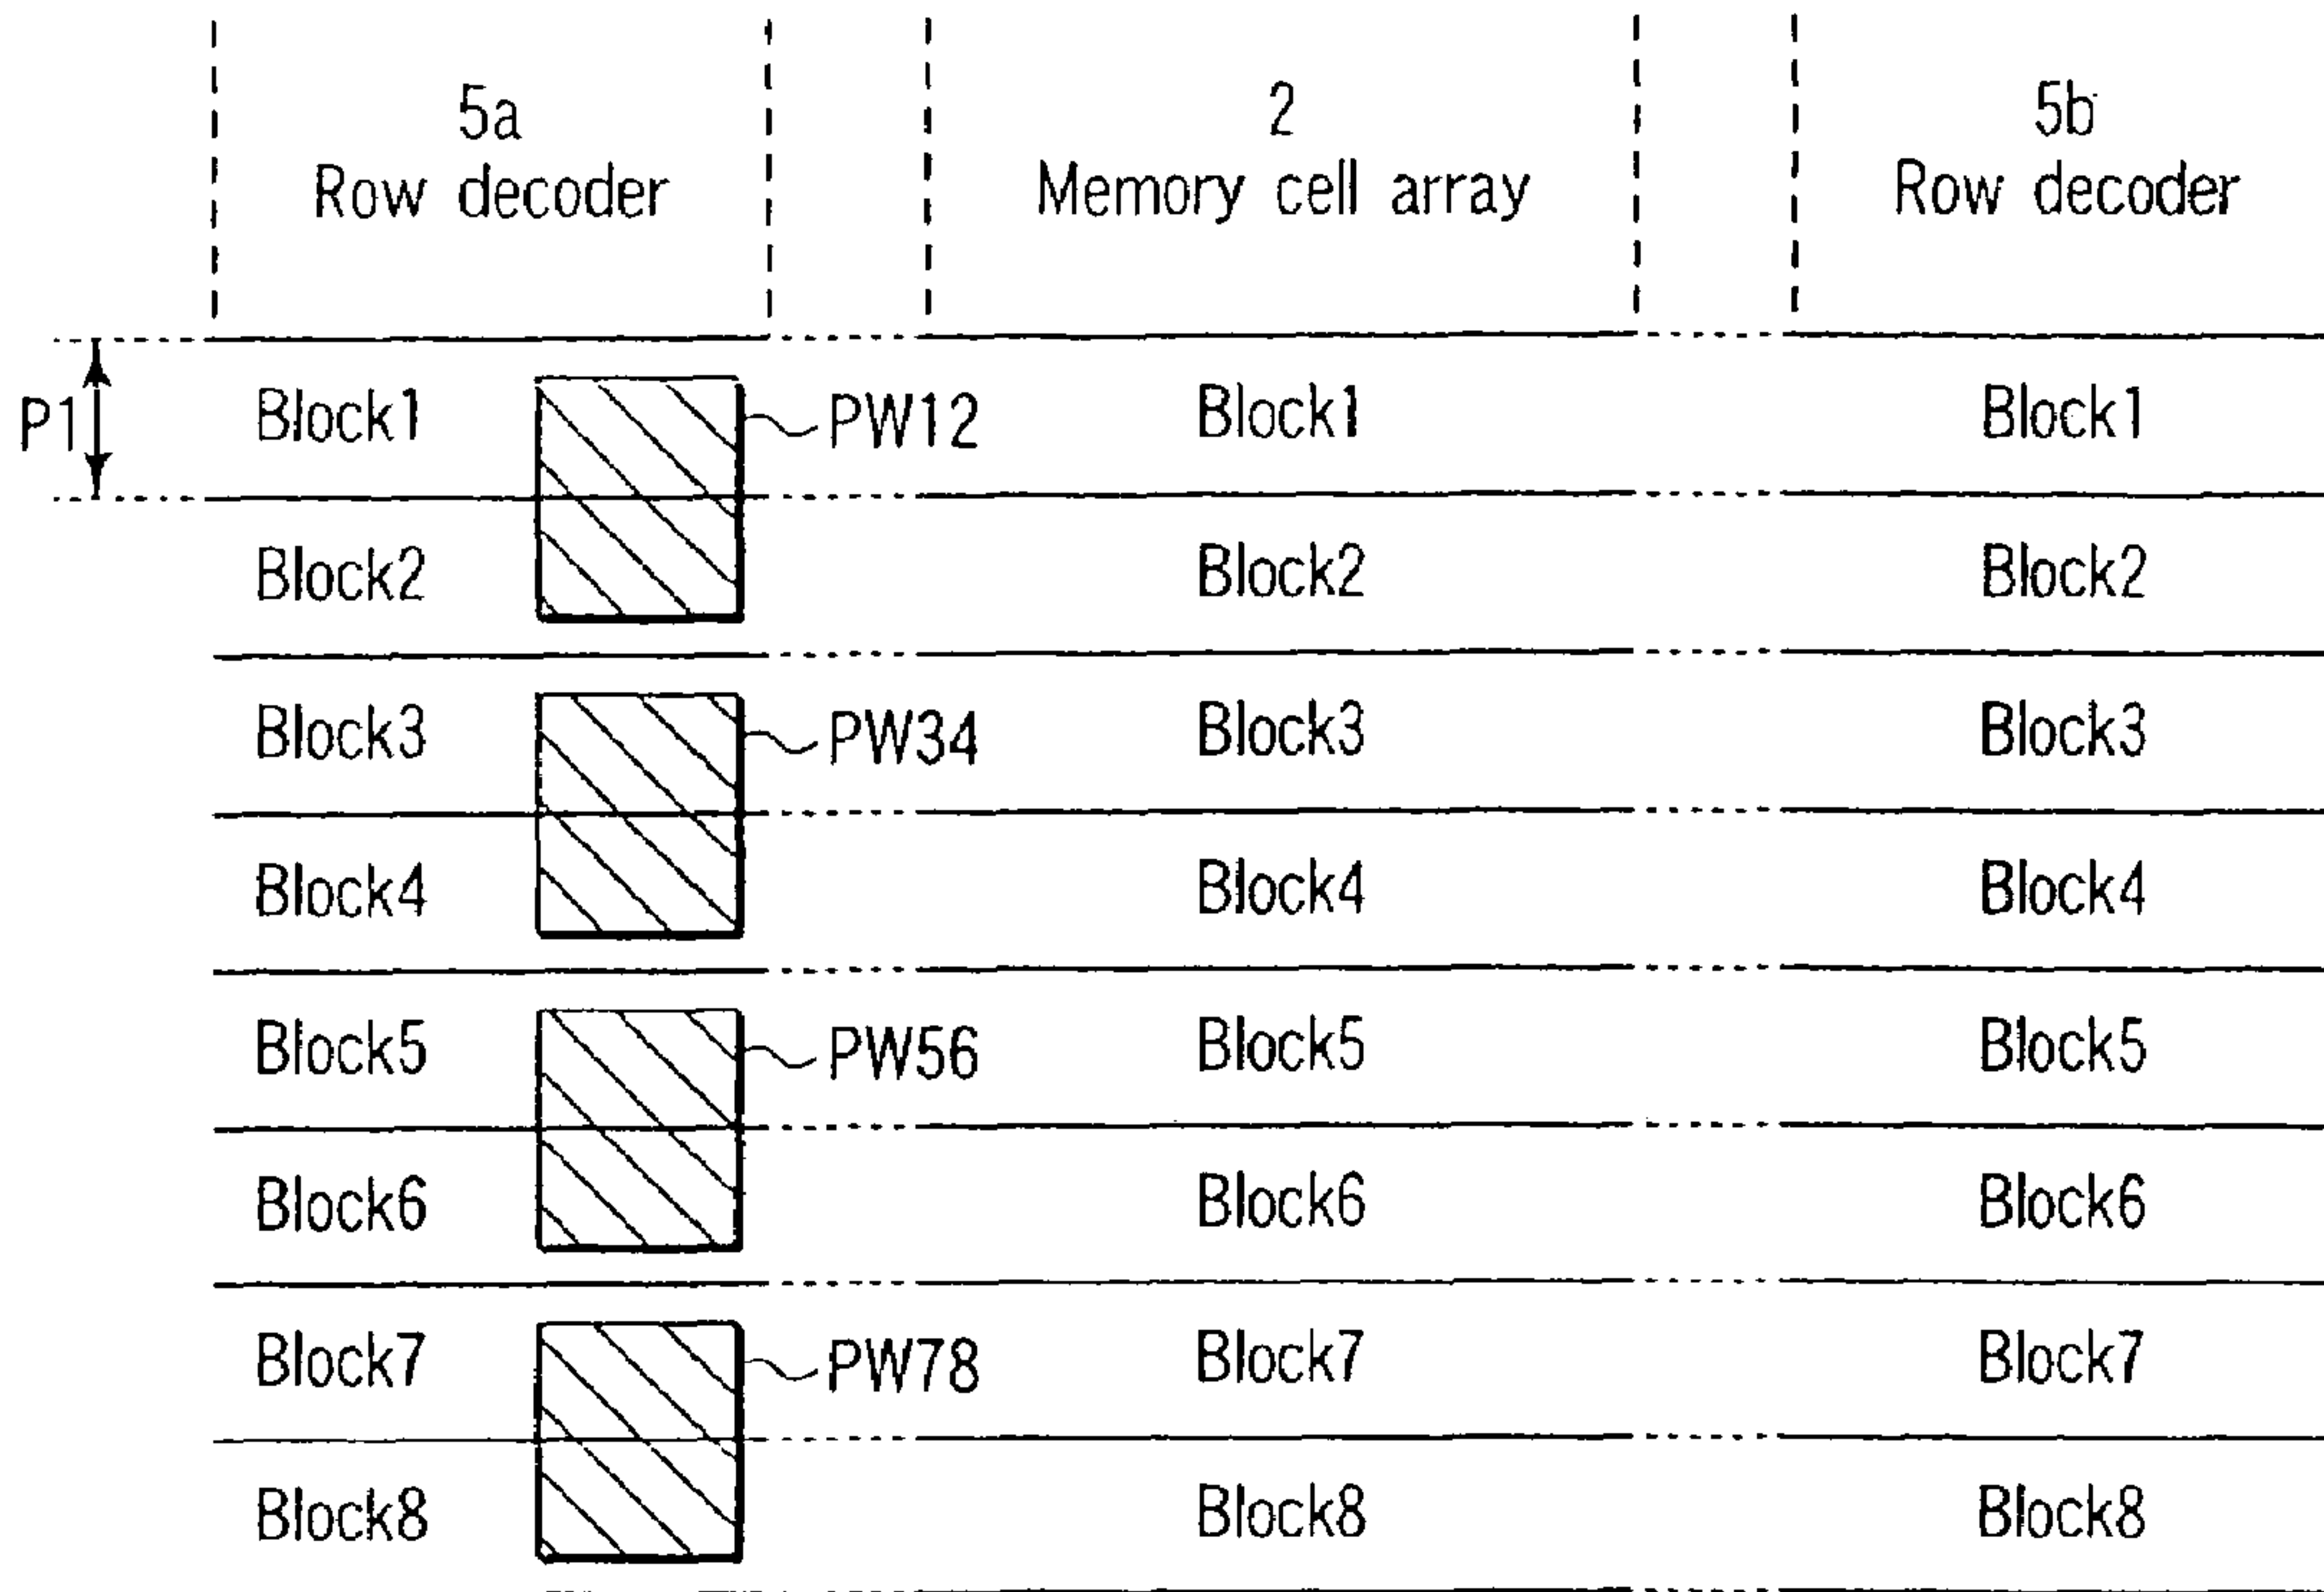 5a
Row decoder
2
Memory cell array
5b
Row decoder
P1
Block1
PW12
Block1
Block1
Block2
Block2
Block2
Block3
PW34
Block3
Block3
Block4
Block4
Block4
Block5
PW56
Block5
Block5
Block6
Block6
Block6
Block7
PW78
Block7
Block7
Block8
Block8
Block8